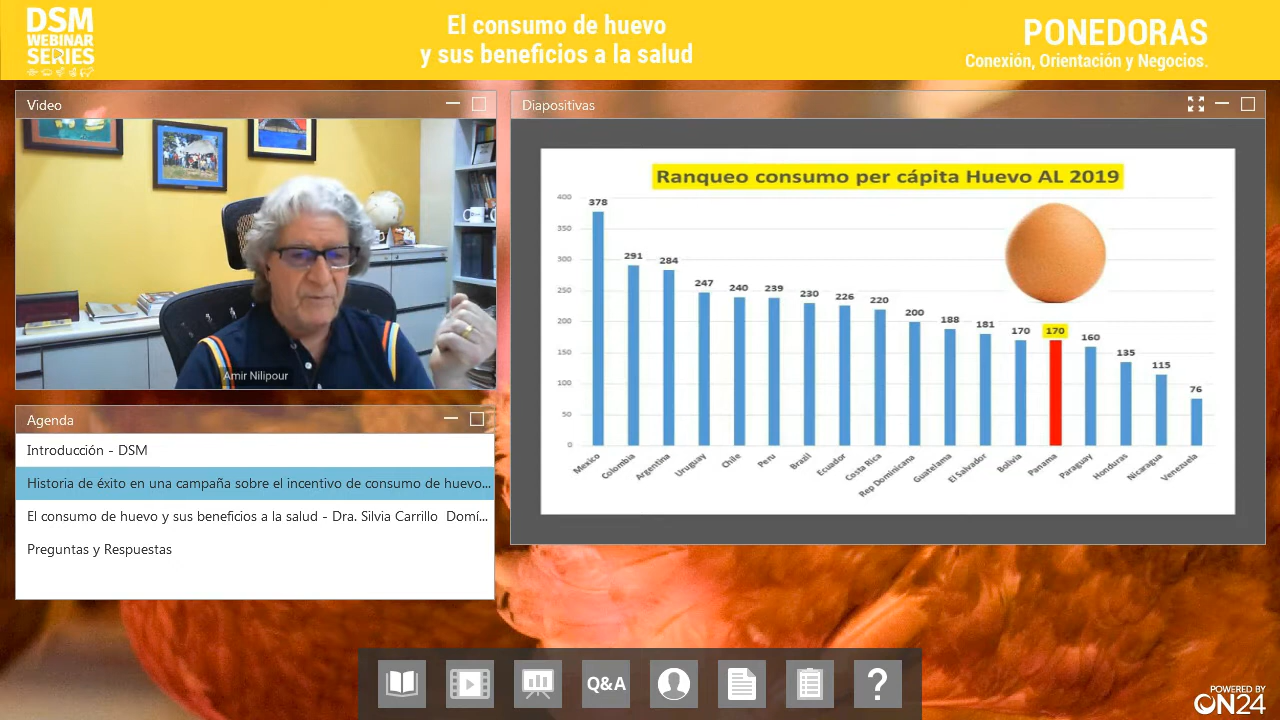 DSM
WEBINAR
SERIES
El consumo de huevo
y sus beneficios a la salud
PONEDORAS
Conexión, Orientación y Negocios.
Video
Amir Nilipour
Agenda
Introducción - DSM
Historia de éxito en una campaña sobre el incentivo de consumo de huevo...
El consumo de huevo y sus beneficios a la salud - Dra. Silvia Carrillo Domí...
Preguntas y Respuestas
Diapositivas
Ranqueo consumo per cápita Huevo AL 2019
400
350
300
250
200
150
100
50
0
378
291
284
247
240
239
230
226
220
200
188
181
170
170
160
135
115
76
Mexico
Colombia
Argentina
Uruguay
Chile
Peru
Brazil
Ecuador
Costa Rica
Rep Dominicana
Guatelama
El Salvador
Bolivia
Panama
Paraguay
Honduras
Nicaragua
Venezuela
Q&A
?
POWERED BY
ON24